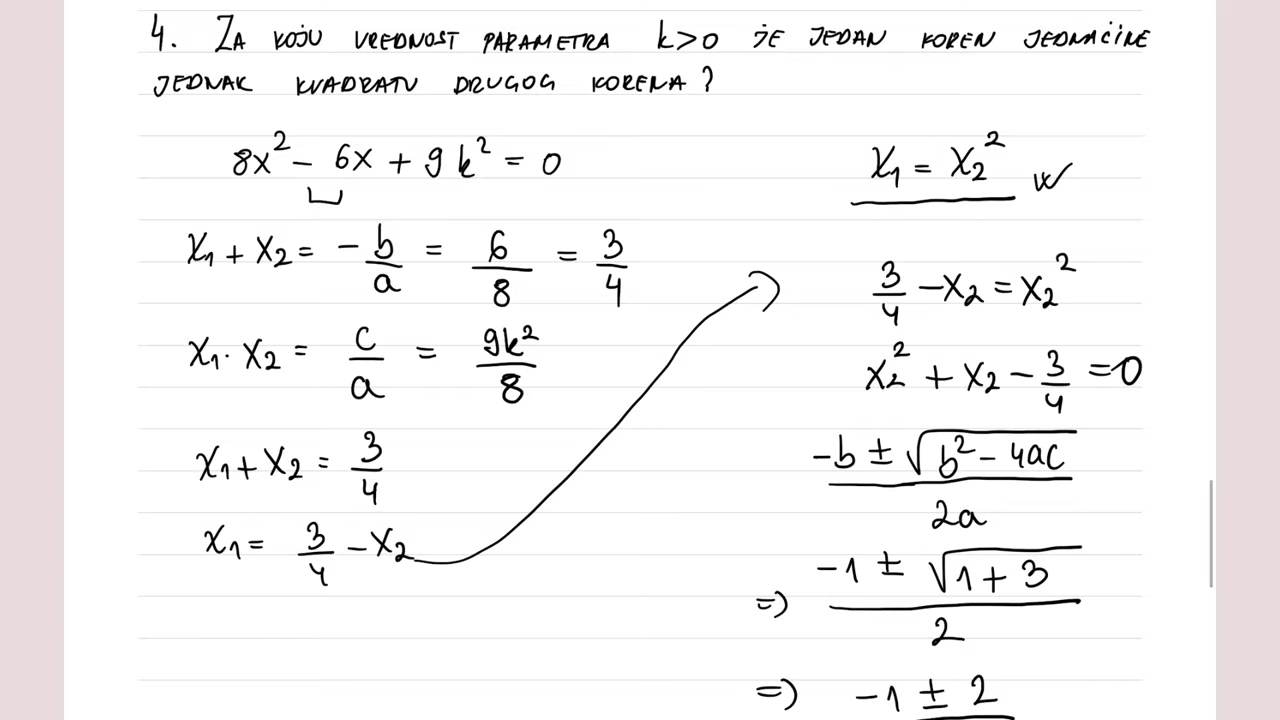 4. ZA KOJU VREDNOST PARAMETRA k>0 JE JEDAN KOREN JEDNAČINE
JEDNAK KVADRATU DRUGOG KORENA?
8x² - 6x + 9k² = 0
x₁ + x₂ = -b/a = 6/8 = 3/4
x₁ · x₂ = c/a = 9k²/8
x₁ + x₂ = 3/4
x₁ = 3/4 - x₂
x₁ = x₂²
3/4 - x₂ = x₂²
x₂² + x₂ - 3/4 = 0
(-b ± √(b² - 4ac))/2a
=> (-1 ± √(1 + 3))/2
=> -1 ± 2